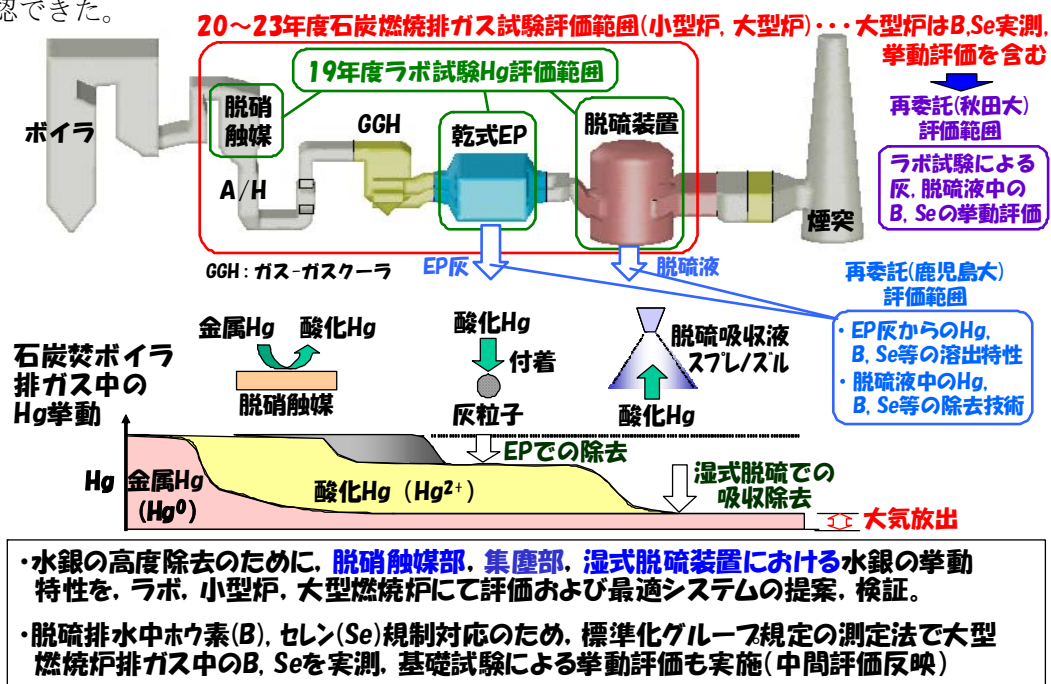 認できた。
20～23年度石炭燃焼排ガス試験評価範囲(小型炉, 大型炉)・・・大型炉はB,Se実測,
挙動評価を含む
19年度ラボ試験Hg評価範囲
ボイラ
脱硝
触媒
GGH
乾式EP
脱硫装置
A/H
煙突
再委託(秋田大)
評価範囲
ラボ試験による
灰, 脱硫液中の
B, Seの挙動評価
GGH：ガス-ガスクーラ
EP灰
脱硫液
再委託(鹿児島大)
評価範囲
・EP灰からのHg,
B, Se等の溶出特性
・脱硫液中のHg,
B, Se等の除去技術
石炭焚ボイラ
排ガス中の
Hg挙動
金属Hg
酸化Hg
脱硝触媒
酸化Hg
付着
灰粒子
脱硫吸収液
スプレノズル
酸化Hg
EPでの除去
湿式脱硫での
吸収除去
Hg
金属Hg
(Hg⁰)
酸化Hg (Hg²⁺)
大気放出
・水銀の高度除去のために, 脱硝触媒部, 集塵部, 湿式脱硫装置における水銀の挙動
特性を, ラボ, 小型炉, 大型燃焼炉にて評価および最適システムの提案, 検証。
・脱硫排水中ホウ素(B), セレン(Se)規制対応のため, 標準化グループ規定の測定法で大型
燃焼炉排ガス中のB, Seを実測, 基礎試験による挙動評価も実施(中間評価反映)